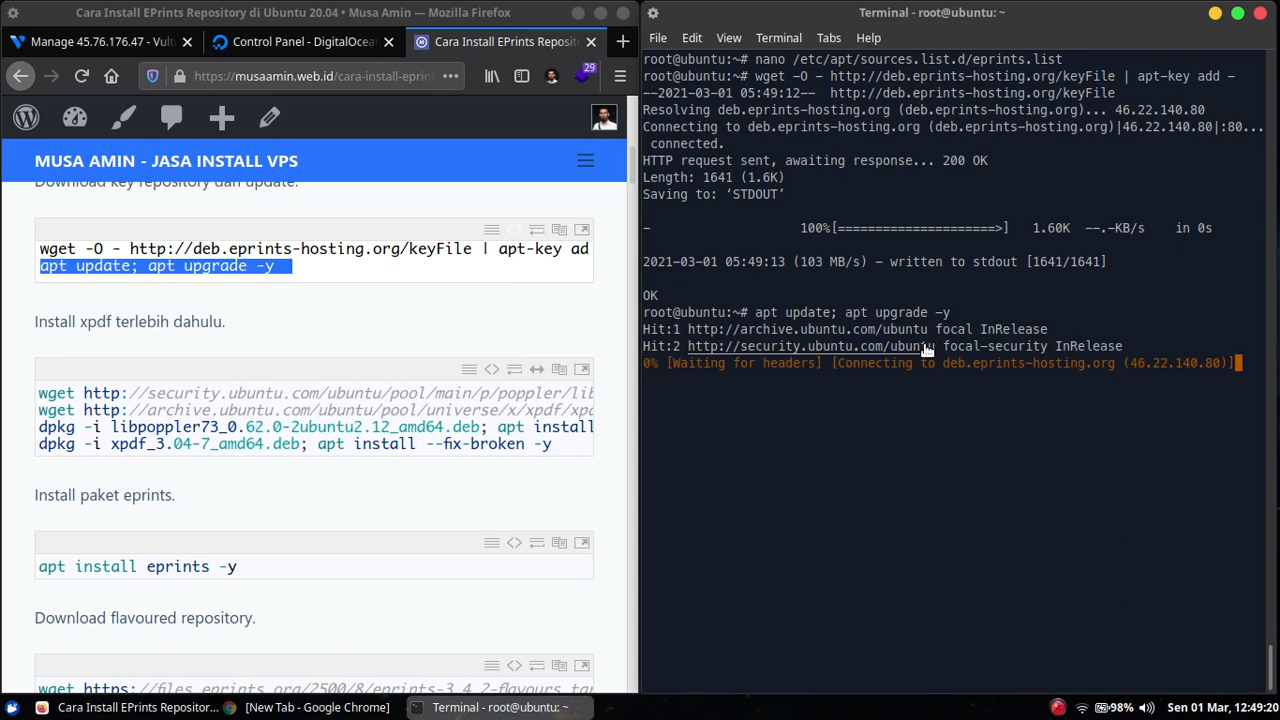 Cara Install EPrints Repository di Ubuntu 20.04 • Musa Amin — Mozilla Firefox
Manage 45.76.176.47 - Vult
Control Panel - DigitalOcean
Cara Install EPrints Reposit
https://musaamin.web.id/cara-install-eprint
29
MUSA AMIN - JASA INSTALL VPS
Download key repository dan update.
wget -O - http://deb.eprints-hosting.org/keyFile | apt-key ad
apt update; apt upgrade -y
Install xpdf terlebih dahulu.
wget http://security.ubuntu.com/ubuntu/pool/main/p/poppler/lib
wget http://archive.ubuntu.com/ubuntu/pool/universe/x/xpdf/xpd
dpkg -i libpoppler73_0.62.0-2ubuntu2.12_amd64.deb; apt install
dpkg -i xpdf_3.04-7_amd64.deb; apt install --fix-broken -y
Install paket eprints.
apt install eprints -y
Download flavoured repository.
wget https://files.eprints.org/2500/8/eprints-3.4.2-flavours.tar
Terminal - root@ubuntu: ~
File Edit View Terminal Tabs Help
root@ubuntu:~# nano /etc/apt/sources.list.d/eprints.list
root@ubuntu:~# wget -O - http://deb.eprints-hosting.org/keyFile | apt-key add -
--2021-03-01 05:49:12-- http://deb.eprints-hosting.org/keyFile
Resolving deb.eprints-hosting.org (deb.eprints-hosting.org)... 46.22.140.80
Connecting to deb.eprints-hosting.org (deb.eprints-hosting.org)|46.22.140.80|:80...
connected.
HTTP request sent, awaiting response... 200 OK
Length: 1641 (1.6K)
Saving to: ‘STDOUT’
- 100%[=====================>] 1.60K --.-KB/s in 0s
2021-03-01 05:49:13 (103 MB/s) - written to stdout [1641/1641]
OK
root@ubuntu:~# apt update; apt upgrade -y
Hit:1 http://archive.ubuntu.com/ubuntu focal InRelease
Hit:2 http://security.ubuntu.com/ubuntu focal-security InRelease
0% [Waiting for headers] [Connecting to deb.eprints-hosting.org (46.22.140.80)]
Cara Install EPrints Repositor...
[New Tab - Google Chrome]
Terminal - root@ubuntu: ~
98%
Sen 01 Mar, 12:49:20